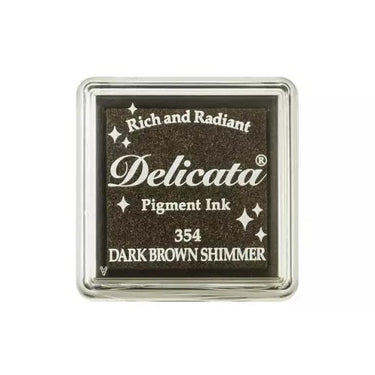 Rich and Radiant
Delicata®
Pigment Ink
354
DARK BROWN SHIMMER